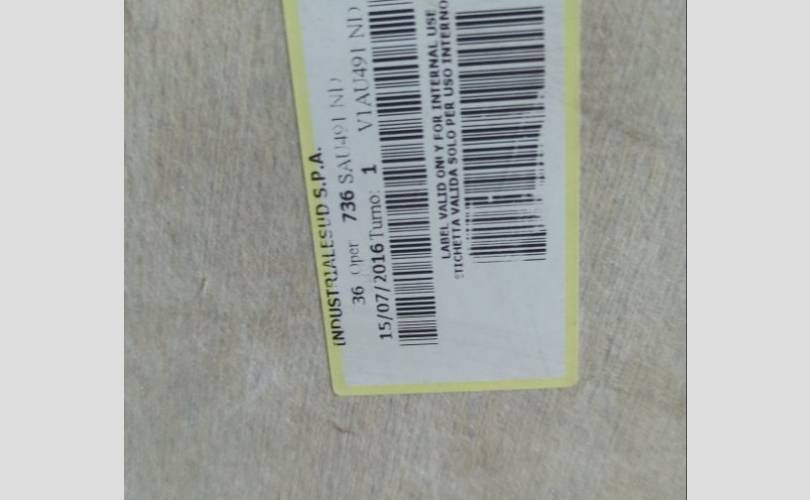 INDUSTRIALESUD S.P.A.
36 Oper 736 SAU491 ND
15/07/2016 Turno: 1 V1AU491 ND
LABEL VALID ONLY FOR INTERNAL USE
ETICHETTA VALIDA SOLO PER USO INTERNO